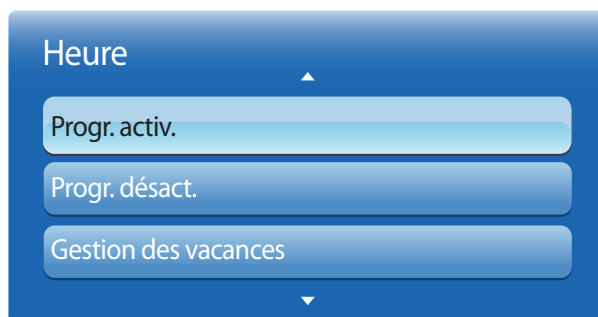 Heure
Progr. activ.
Progr. désact.
Gestion des vacances